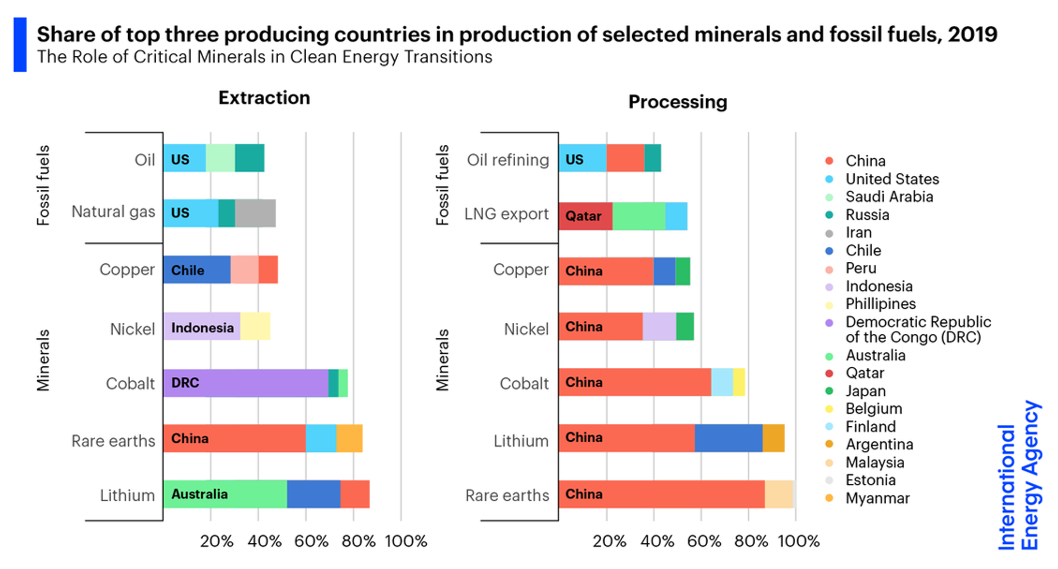 Share of top three producing countries in production of selected minerals and fossil fuels, 2019
The Role of Critical Minerals in Clean Energy Transitions
Extraction
Fossil fuels
Oil
US
Natural gas
US
Minerals
Copper
Chile
Nickel
Indonesia
Cobalt
DRC
Rare earths
China
Lithium
Australia
20% 40% 60% 80% 100%
Processing
Fossil fuels
Oil refining
US
LNG export
Qatar
Minerals
Copper
China
Nickel
China
Cobalt
China
Lithium
China
Rare earths
China
20% 40% 60% 80% 100%
China
United States
Saudi Arabia
Russia
Iran
Chile
Peru
Indonesia
Phillipines
Democratic Republic
of the Congo (DRC)
Australia
Qatar
Japan
Belgium
Finland
Argentina
Malaysia
Estonia
Myanmar
International
Energy Agency